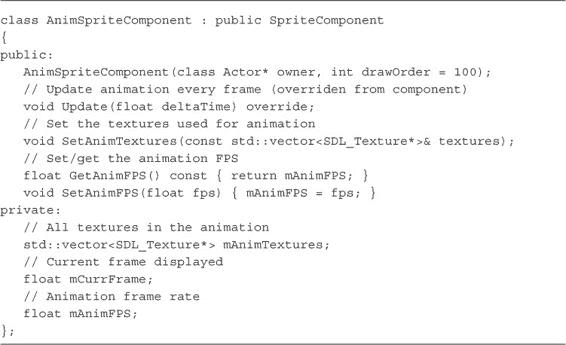 class AnimSpriteComponent : public SpriteComponent
{
public:
   AnimSpriteComponent(class Actor* owner, int drawOrder = 100);
   // Update animation every frame (overriden from component)
   void Update(float deltaTime) override;
   // Set the textures used for animation
   void SetAnimTextures(const std::vector<SDL_Texture*>& textures);
   // Set/get the animation FPS
   float GetAnimFPS() const { return mAnimFPS; }
   void SetAnimFPS(float fps) { mAnimFPS = fps; }
private:
   // All textures in the animation
   std::vector<SDL_Texture*> mAnimTextures;
   // Current frame displayed
   float mCurrFrame;
   // Animation frame rate
   float mAnimFPS;
};